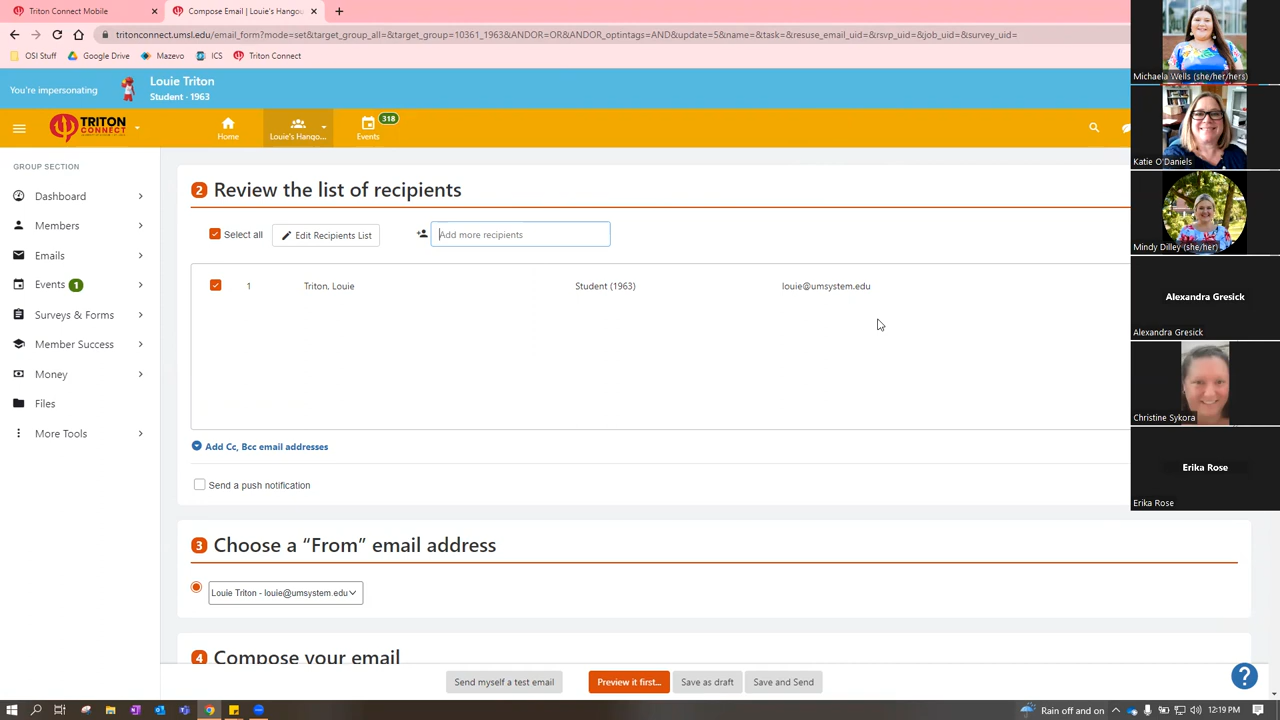 Triton Connect Mobile
Compose Email | Louie's Hangou
tritonconnect.umsl.edu/email_form?mode=set&target_group_all=&target_group=10361_1963&ANDOR=OR&ANDOR_optintags=AND&update=5&name=&task=&resuse_email_uid=&rsvp_uid=&job_uid=&survey_uid=
OSI Stuff
Google Drive
Mazevo
ICS
Triton Connect
You're impersonating
Louie Triton
Student - 1963
TRITON
CONNECT
Home
Louie's Hango...
Events
318
GROUP SECTION
Dashboard
Members
Emails
Events 1
Surveys & Forms
Member Success
Money
Files
More Tools
2 Review the list of recipients
Select all
Edit Recipients List
Add more recipients
1 Triton, Louie Student (1963) louie@umsystem.edu
Add Cc, Bcc email addresses
Send a push notification
3 Choose a “From” email address
Louie Triton - louie@umsystem.edu
4 Compose your email
Send myself a test email
Preview it first...
Save as draft
Save and Send
?
Michaela Wells (she/her/hers)
Katie O'Daniels
Mindy Dilley (she/her)
Alexandra Gresick
Alexandra Gresick
Christine Sykora
Erika Rose
Erika Rose
Rain off and on
12:19 PM